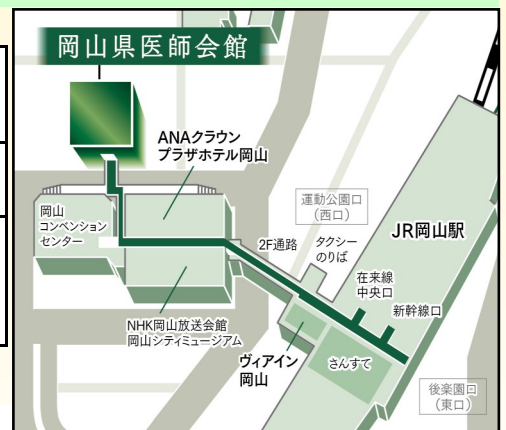 岡山県医師会館
ANAクラウン
プラザホテル岡山
岡山
コンベンション
センター
運動公園口
(西口)
JR岡山駅
2F通路
タクシー
のりば
在来線
中央口
新幹線口
NHK岡山放送会館
岡山シティミュージアム
ヴィアイン
岡山
さんすて
後楽園口
(東口)